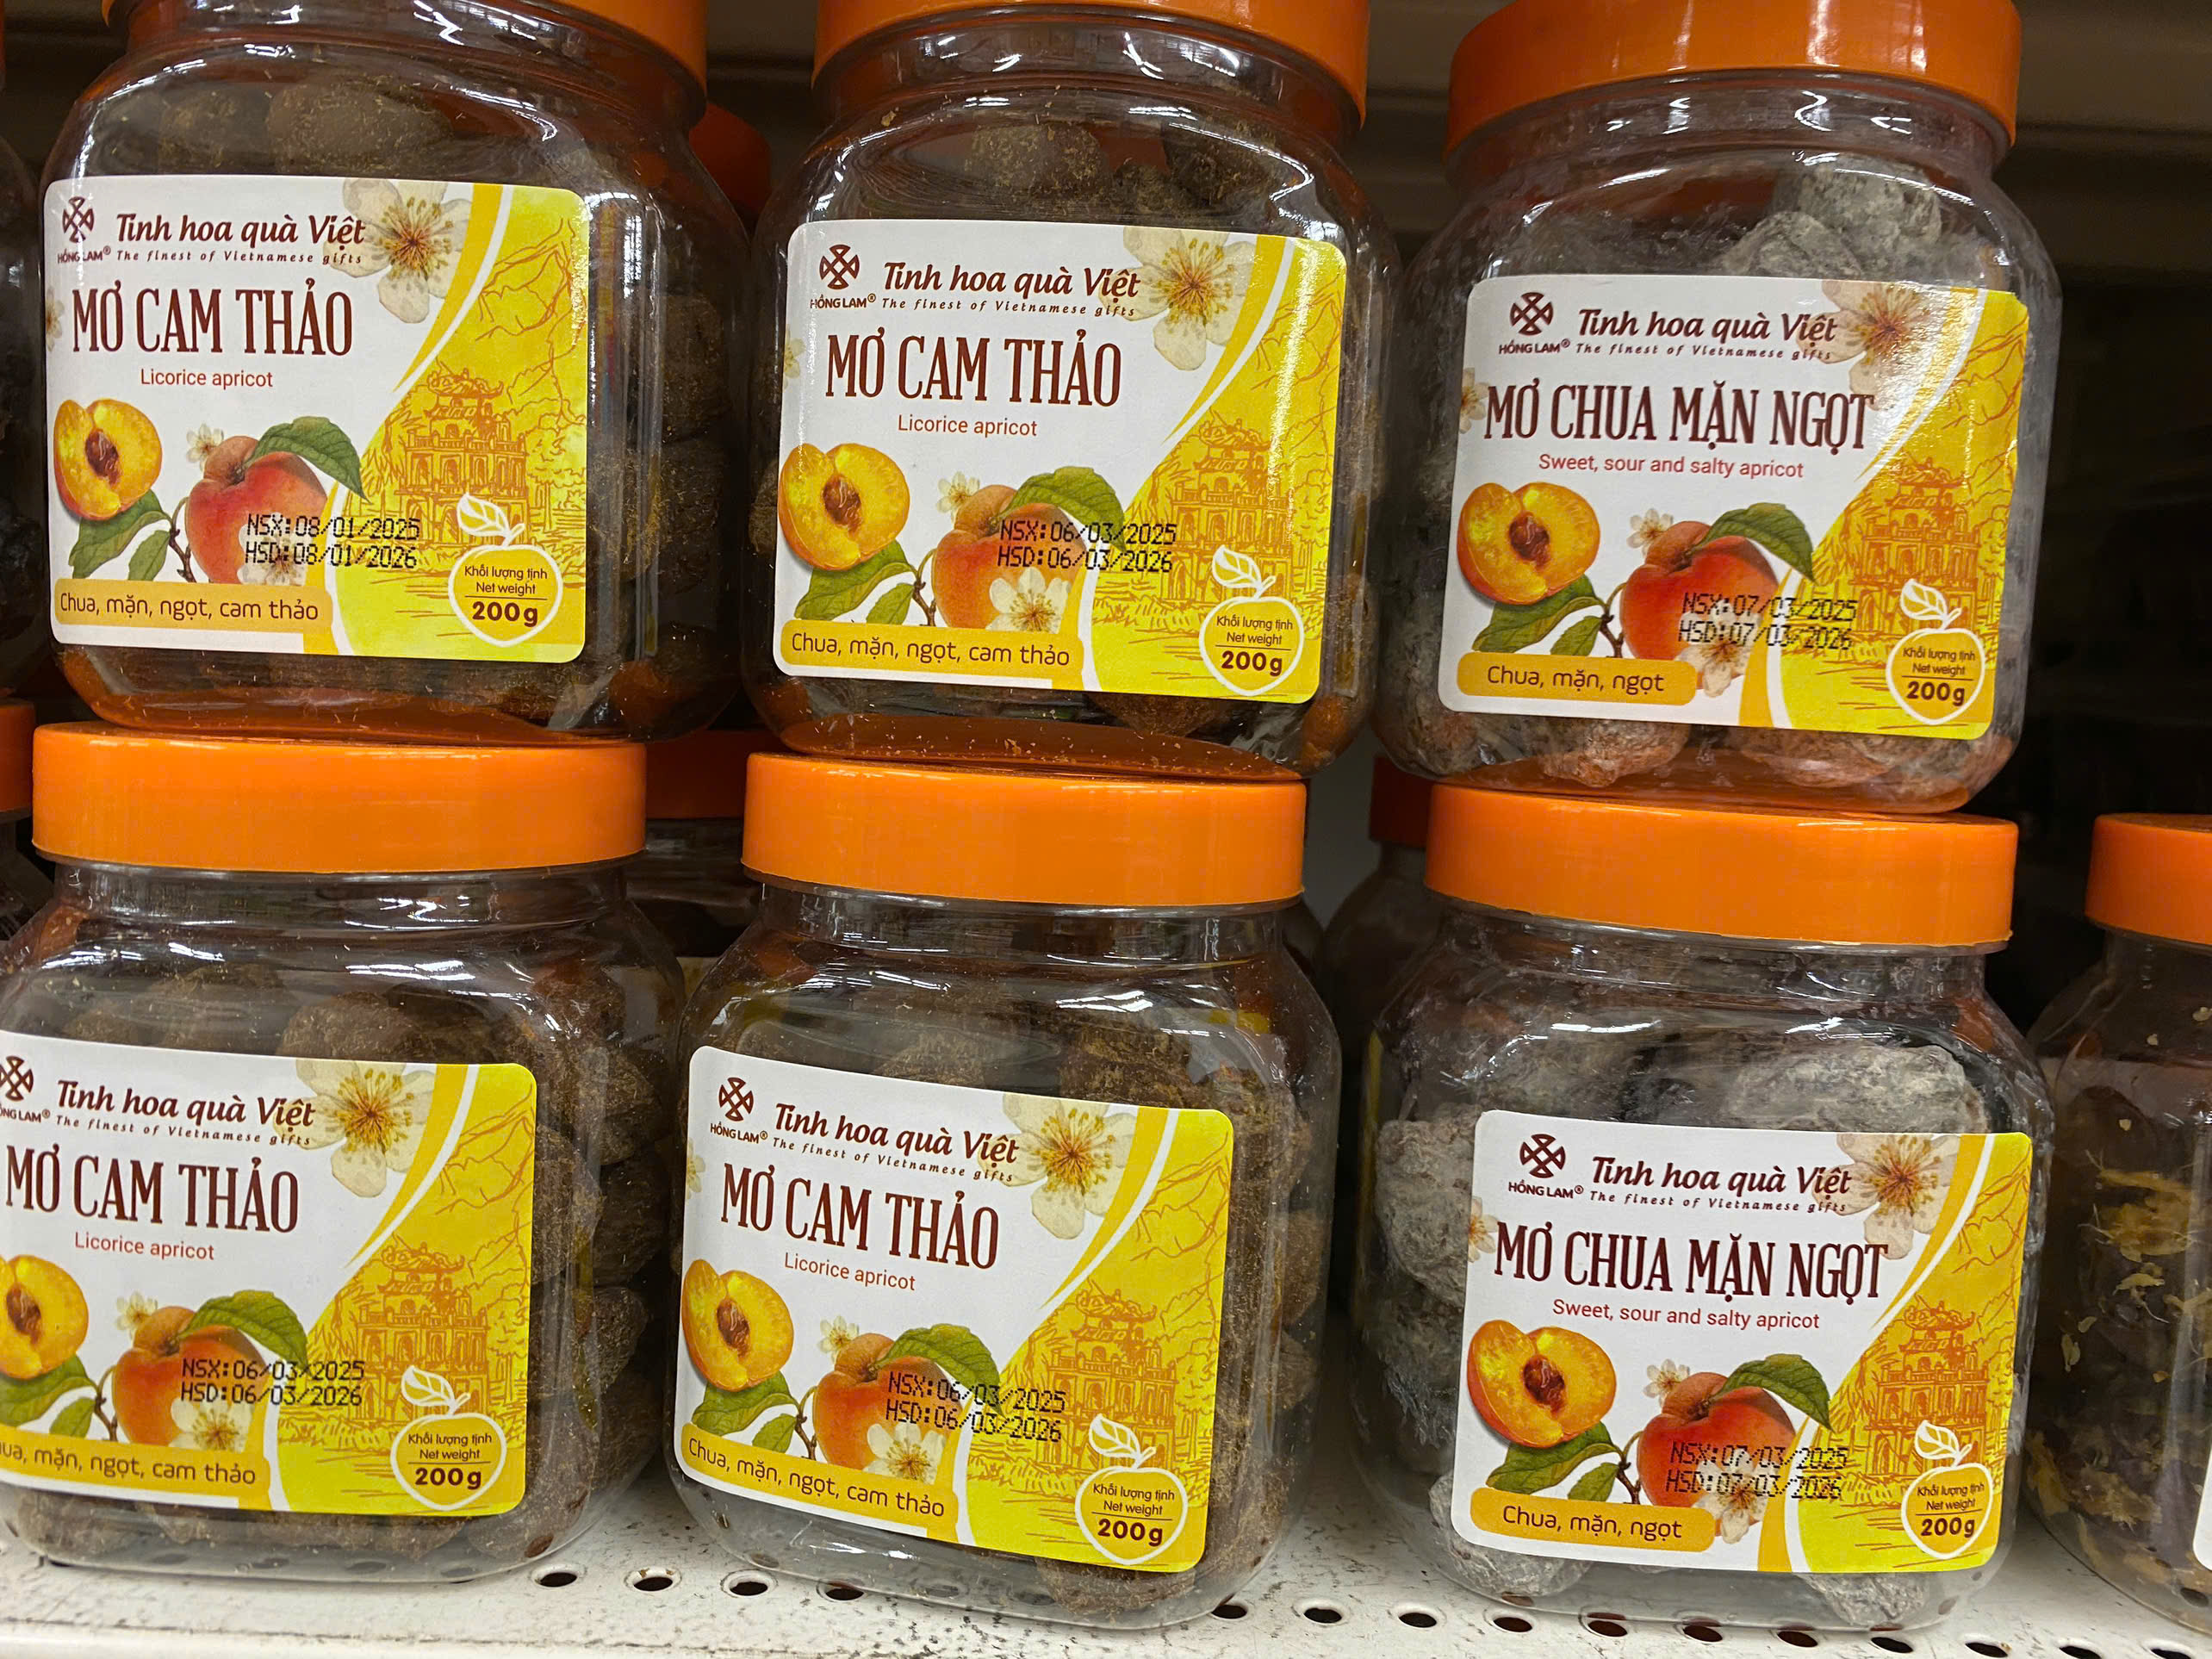 Tinh hoa quà Việt
HỒNG LAM® The finest of Vietnamese gifts
MƠ CAM THẢO
Licorice apricot
NSX:08/01/2025
HSD:08/01/2026
Chua, mặn, ngọt, cam thảo
Khối lượng tịnh
Net weight
200g
Tinh hoa quà Việt
HỒNG LAM® The finest of Vietnamese gifts
MƠ CAM THẢO
Licorice apricot
NSX:06/03/2025
HSD:06/03/2026
Chua, mặn, ngọt, cam thảo
Khối lượng tịnh
Net weight
200g
Tinh hoa quà Việt
HỒNG LAM® The finest of Vietnamese gifts
MƠ CHUA MẶN NGỌT
Sweet, sour and salty apricot
NSX:07/03/2025
HSD:07/03/2026
Chua, mặn, ngọt
Khối lượng tịnh
Net weight
200g
Tinh hoa quà Việt
NG LAM® The finest of Vietnamese gifts
MƠ CAM THẢO
Licorice apricot
NSX:06/03/2025
HSD:06/03/2026
ua, mặn, ngọt, cam thảo
Khối lượng tịnh
Net weight
200g
Tinh hoa quà Việt
HỒNG LAM® The finest of Vietnamese gifts
MƠ CAM THẢO
Licorice apricot
NSX:06/03/2025
HSD:06/03/2026
Chua, mặn, ngọt, cam thảo
Khối lượng tịnh
Net weight
200g
Tinh hoa quà Việt
HỒNG LAM® The finest of Vietnamese gifts
MƠ CHUA MẶN NGỌT
Sweet, sour and salty apricot
NSX:07/03/2025
HSD:07/03/2026
Chua, mặn, ngọt
Khối lượng tịnh
Net weight
200g